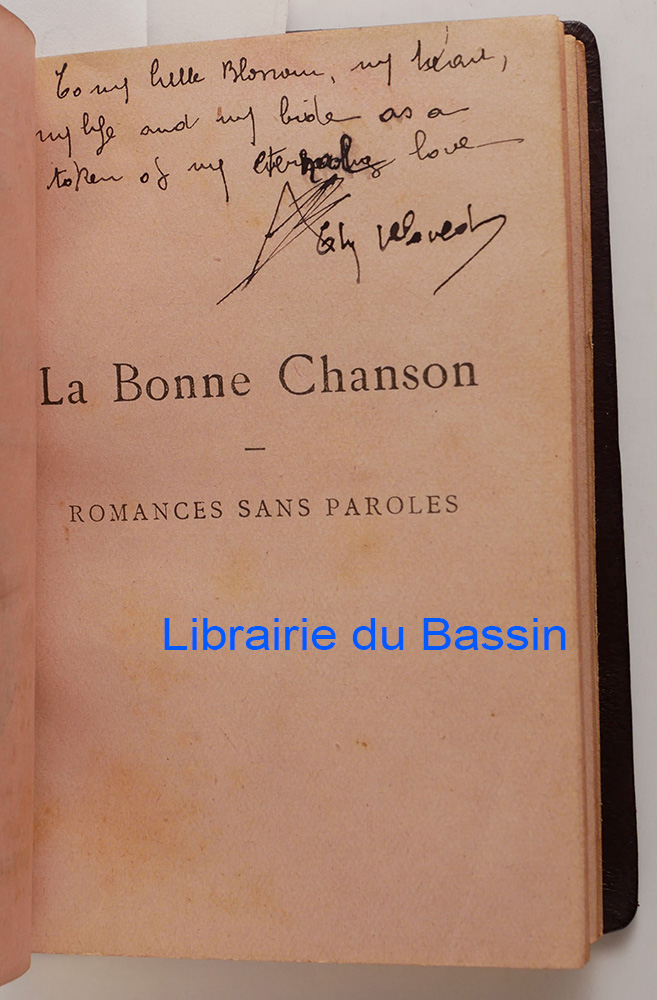 To my little Blossom, my heart,
my life and my bride as a
token of my love
La Bonne Chanson
—
ROMANCES SANS PAROLES
Librairie du Bassin